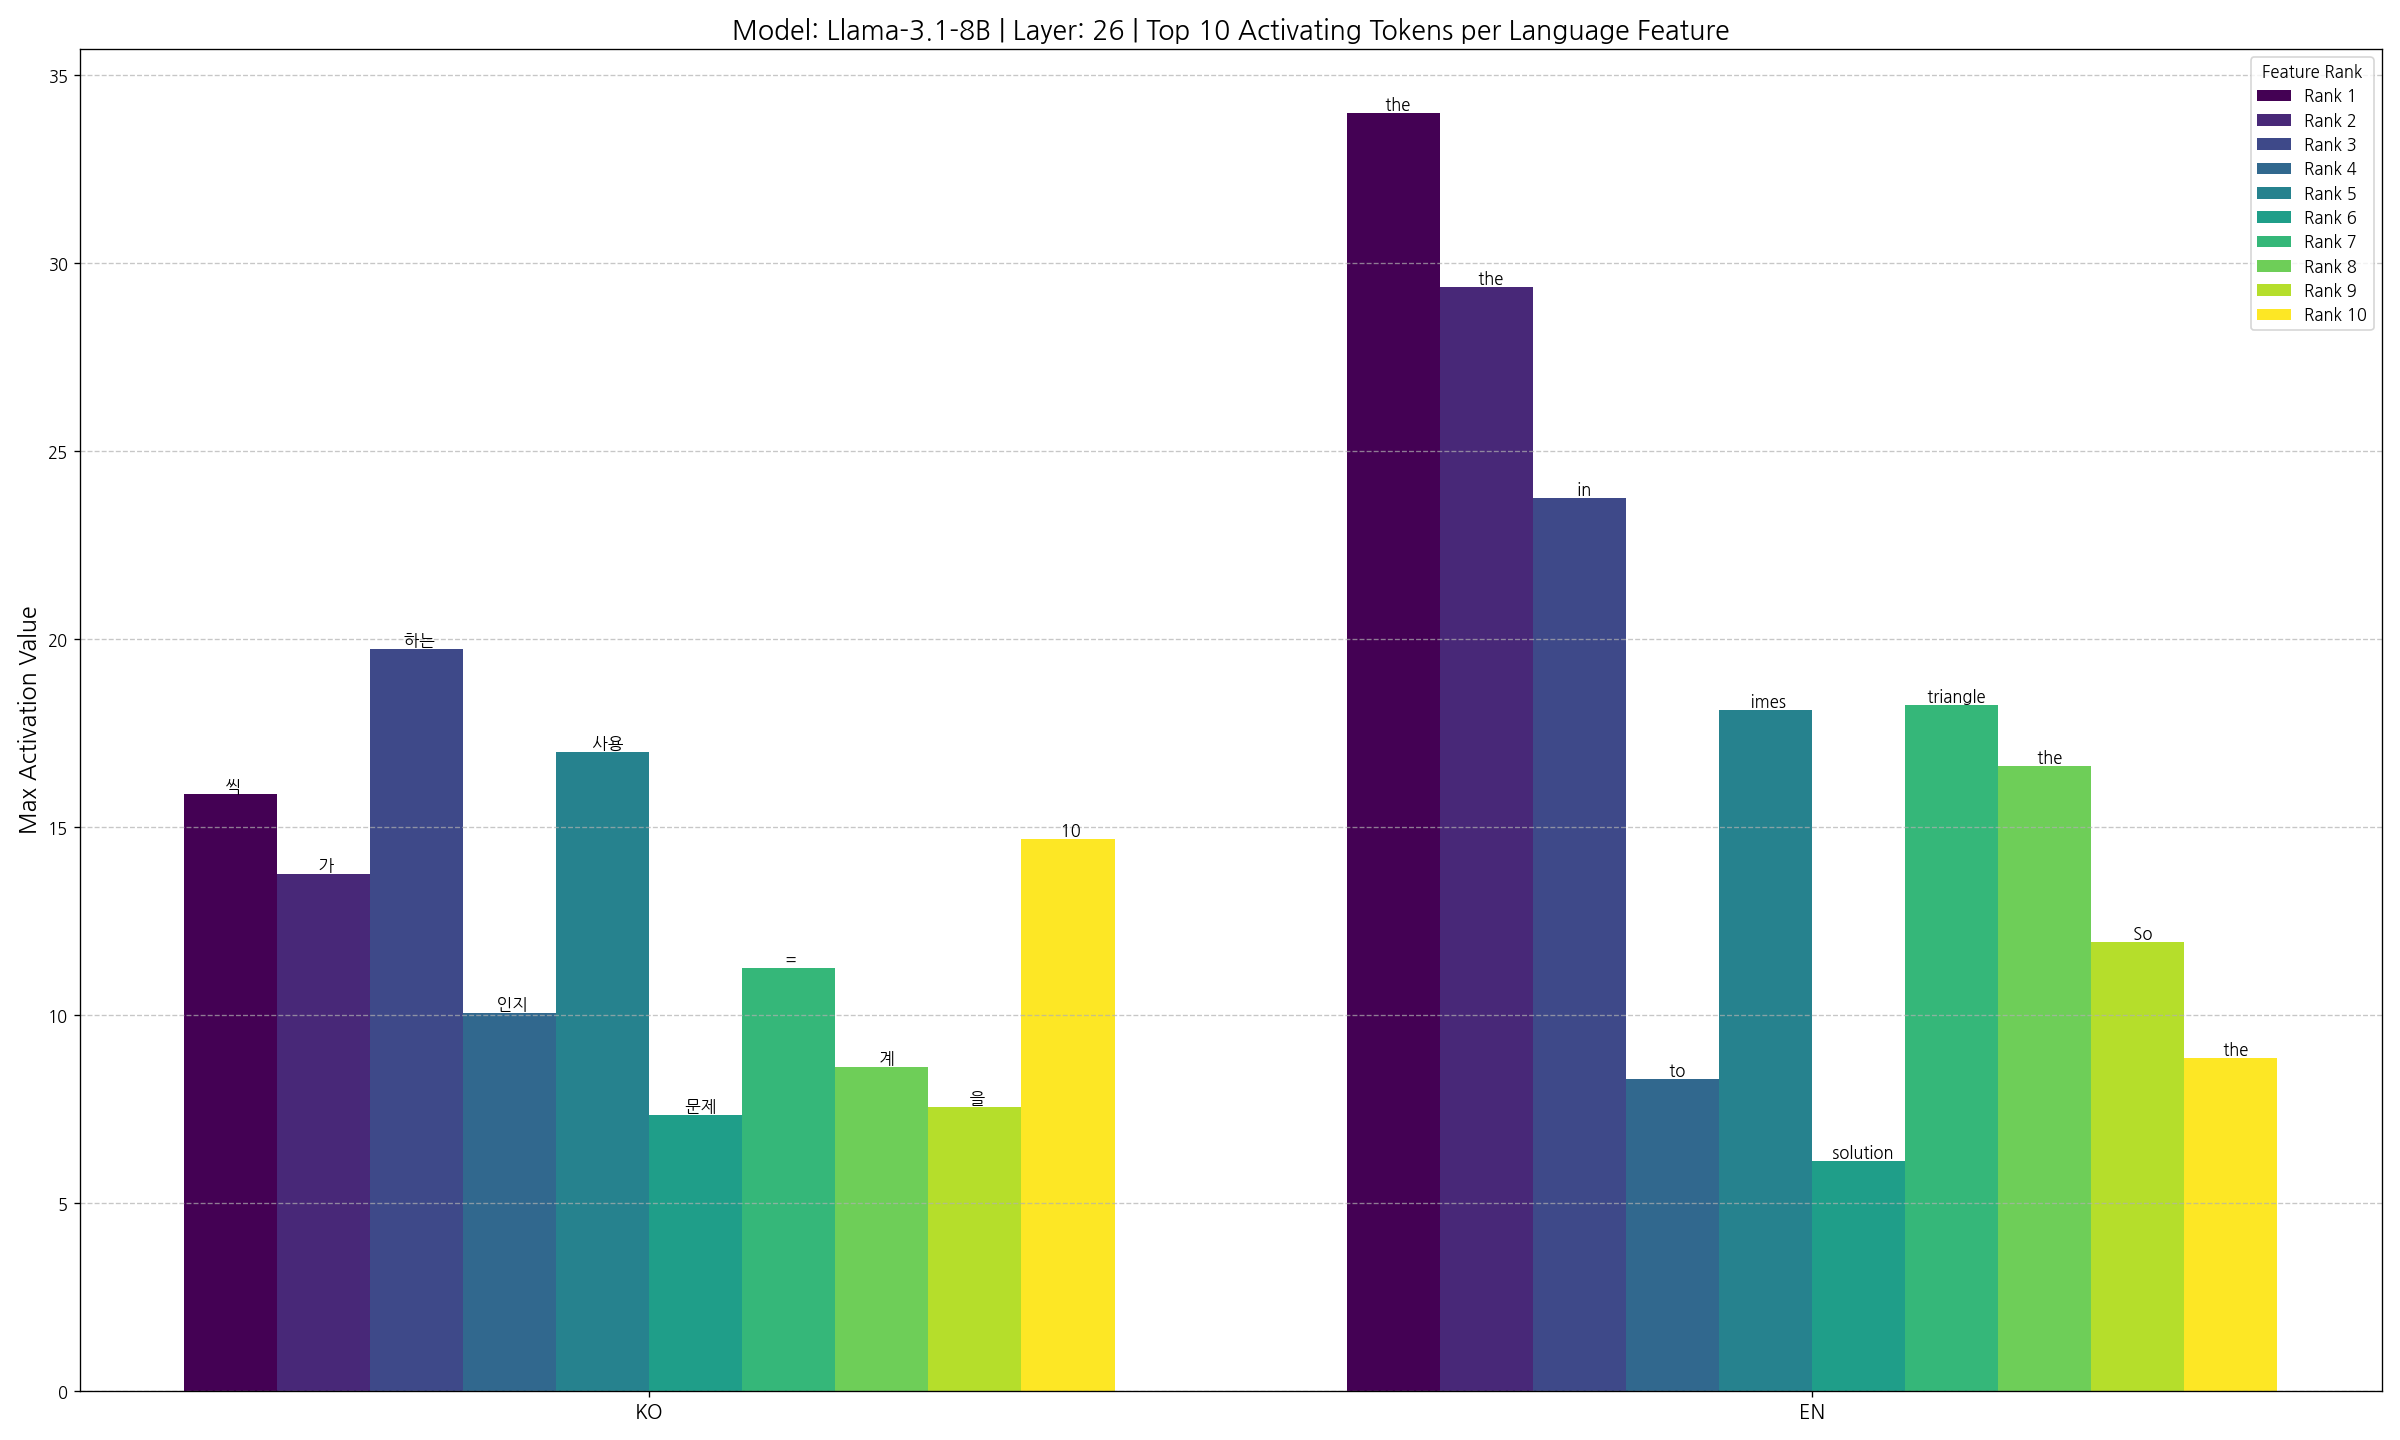 Model: Llama-3.1-8B | Layer: 26 | Top 10 Activating Tokens per Language Feature
Max Activation Value
35
30
25
20
15
10
5
0
씩
가
하는
인지
사용
문제
=
계
을
10
the
the
in
to
imes
solution
triangle
the
So
the
KO
EN
Feature Rank
Rank 1
Rank 2
Rank 3
Rank 4
Rank 5
Rank 6
Rank 7
Rank 8
Rank 9
Rank 10